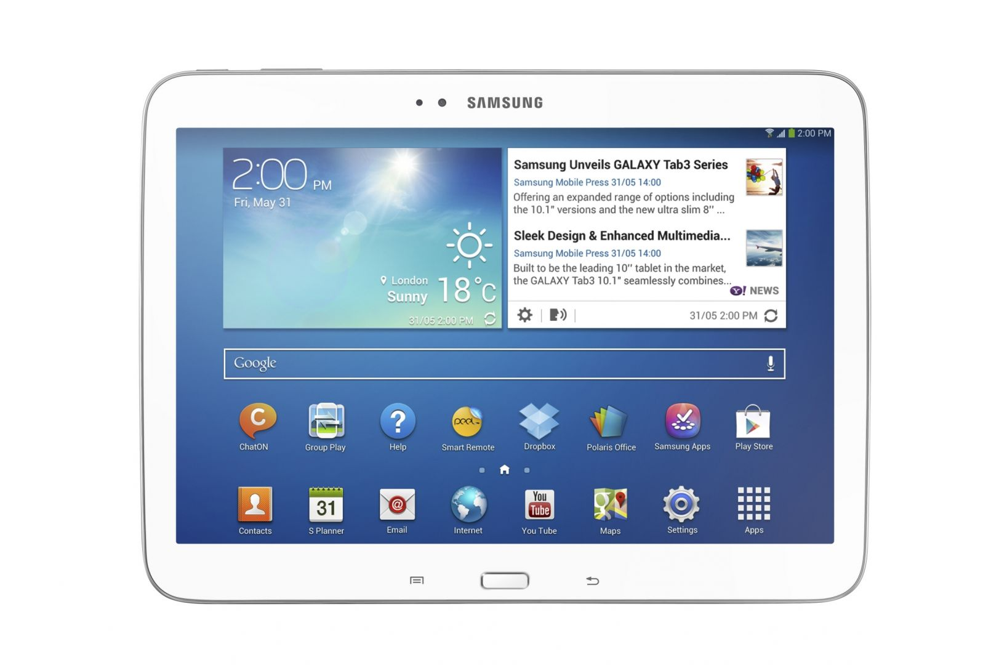 SAMSUNG
2:00 PM
2:00 PM
Fri, May 31
London
Sunny
18°C
31/05 2:00 PM
Samsung Unveils GALAXY Tab3 Series
Samsung Mobile Press 31/05 14:00
Offering an expanded range of options including
the 10.1" versions and the new ultra slim 8'' ...
Sleek Design & Enhanced Multimedia...
Samsung Mobile Press 31/05 14:00
Built to be the leading 10'' tablet in the market,
the GALAXY Tab3 10.1" seamlessly combines...
Y! NEWS
31/05 2:00 PM
Google
C
?
peel
ChatON
Group Play
Help
Smart Remote
Dropbox
Polaris Office
Samsung Apps
Play Store
31
@
You
Tube
g
Contacts
S Planner
Email
Internet
You Tube
Maps
Settings
Apps